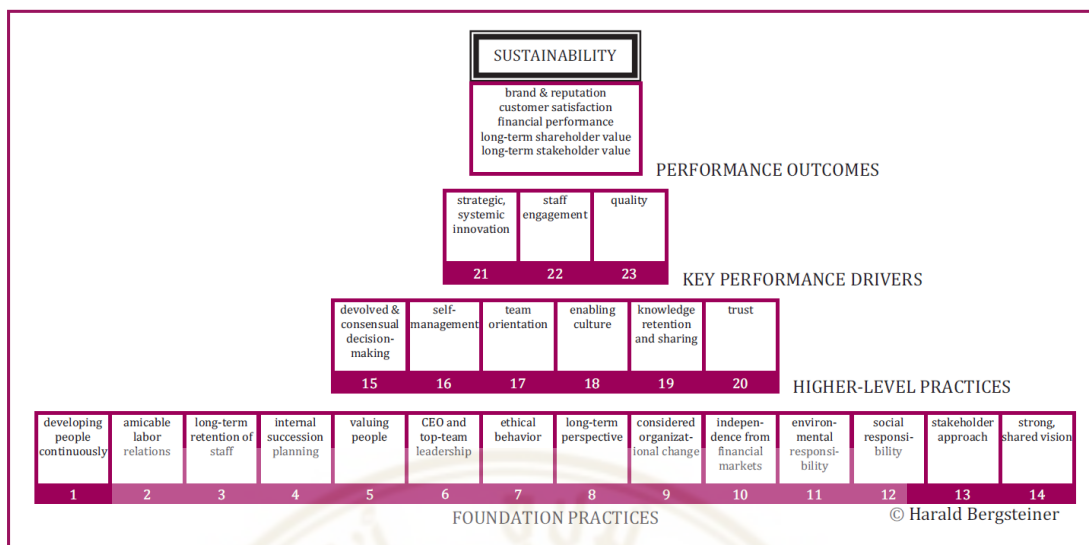 SUSTAINABILITY
brand & reputation
customer satisfaction
financial performance
long-term shareholder value
long-term stakeholder value
PERFORMANCE OUTCOMES
strategic,
systemic
innovation
21
staff
engagement
22
quality
23
KEY PERFORMANCE DRIVERS
devolved &
consensual
decision-
making
15
self-
management
16
team
orientation
17
enabling
culture
18
knowledge
retention
and sharing
19
trust
20
HIGHER-LEVEL PRACTICES
developing
people
continuously
1
amicable
labor
relations
2
long-term
retention of
staff
3
internal
succession
planning
4
valuing
people
5
CEO and
top-team
leadership
6
ethical
behavior
7
long-term
perspective
8
considered
organizat-
ional change
9
indepen-
dence from
financial
markets
10
environ-
mental
responsi-
bility
11
social
responsi-
bility
12
stakeholder
approach
13
strong,
shared vision
14
FOUNDATION PRACTICES
© Harald Bergsteiner